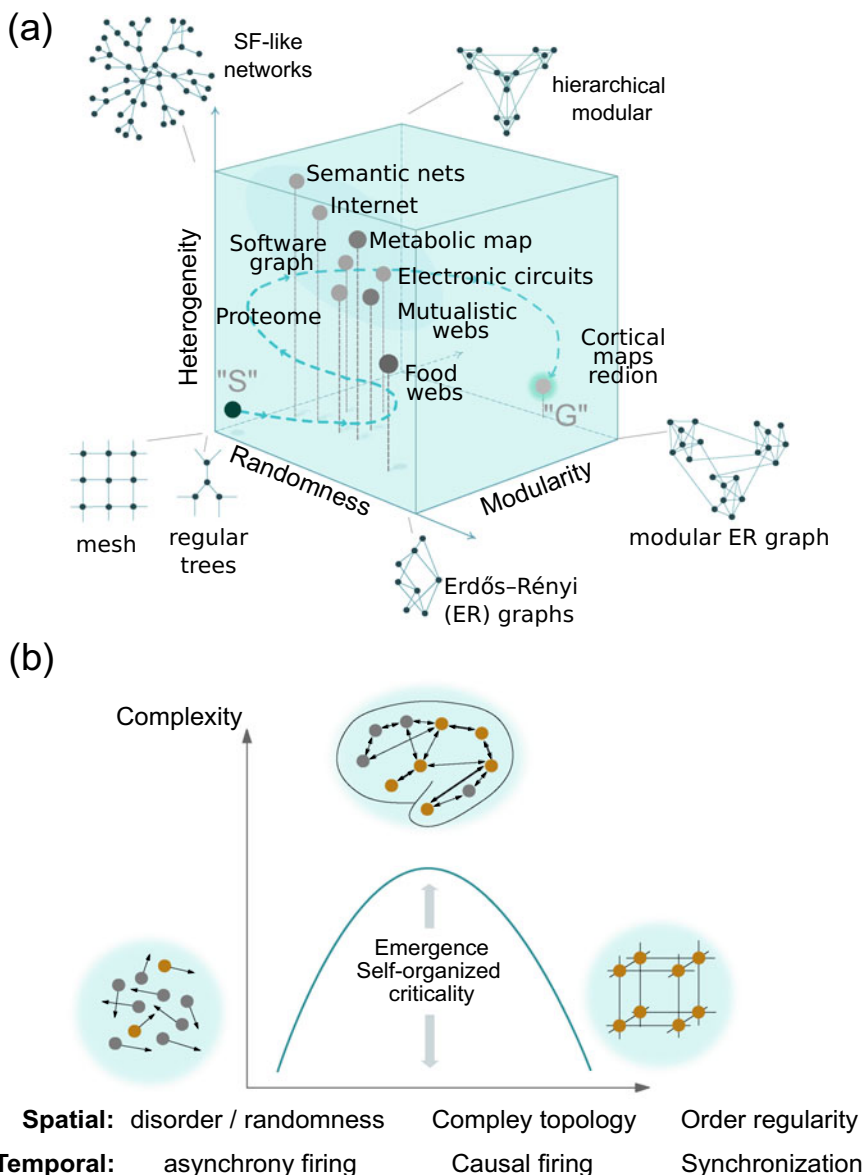 (a)
SF-like
networks
hierarchical
modular
Semantic nets
Internet
Metabolic map
Software
graph
Electronic circuits
Proteome
Mutualistic
webs
Heterogeneity
Cortical
maps
redion
"S"
Food
webs
"G"
Randomness
Modularity
mesh
regular
trees
modular ER graph
Erdős–Rényi
(ER) graphs
(b)
Complexity
Emergence
Self-organized
criticality
Spatial: disorder / randomness Compley topology Order regularity
Temporal: asynchrony firing Causal firing Synchronization